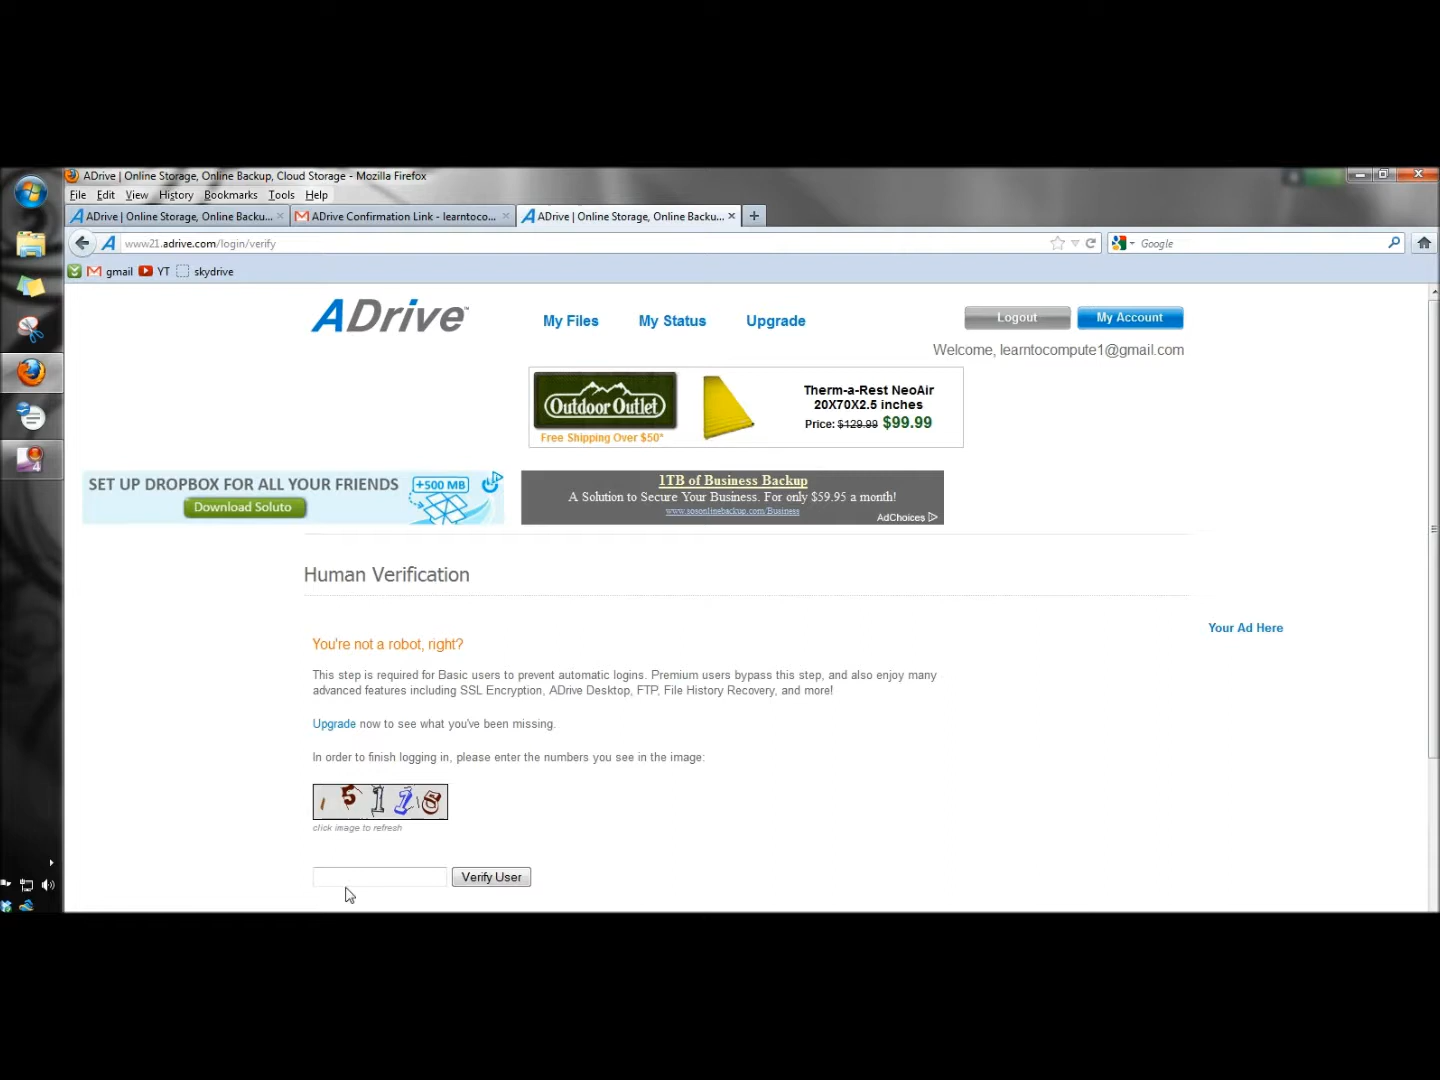 ADrive | Online Storage, Online Backup, Cloud Storage - Mozilla Firefox
File Edit View History Bookmarks Tools Help
ADrive | Online Storage, Online Backu... ADrive Confirmation Link - learntoco... ADrive | Online Storage, Online Backu...
www21.adrive.com/login/verify Google
gmail YT skydrive
ADrive My Files My Status Upgrade Logout My Account
Welcome, learntocompute1@gmail.com
Outdoor Outlet
Free Shipping Over $50*
Therm-a-Rest NeoAir
20X70X2.5 inches
Price: $129.99 $99.99
SET UP DROPBOX FOR ALL YOUR FRIENDS +500 MB
Download Soluto
1TB of Business Backup
A Solution to Secure Your Business. For only $59.95 a month!
www.sosonlinebackup.com/Business
AdChoices
Human Verification
Your Ad Here
You're not a robot, right?
This step is required for Basic users to prevent automatic logins. Premium users bypass this step, and also enjoy many
advanced features including SSL Encryption, ADrive Desktop, FTP, File History Recovery, and more!
Upgrade now to see what you've been missing.
In order to finish logging in, please enter the numbers you see in the image:
click image to refresh
Verify User